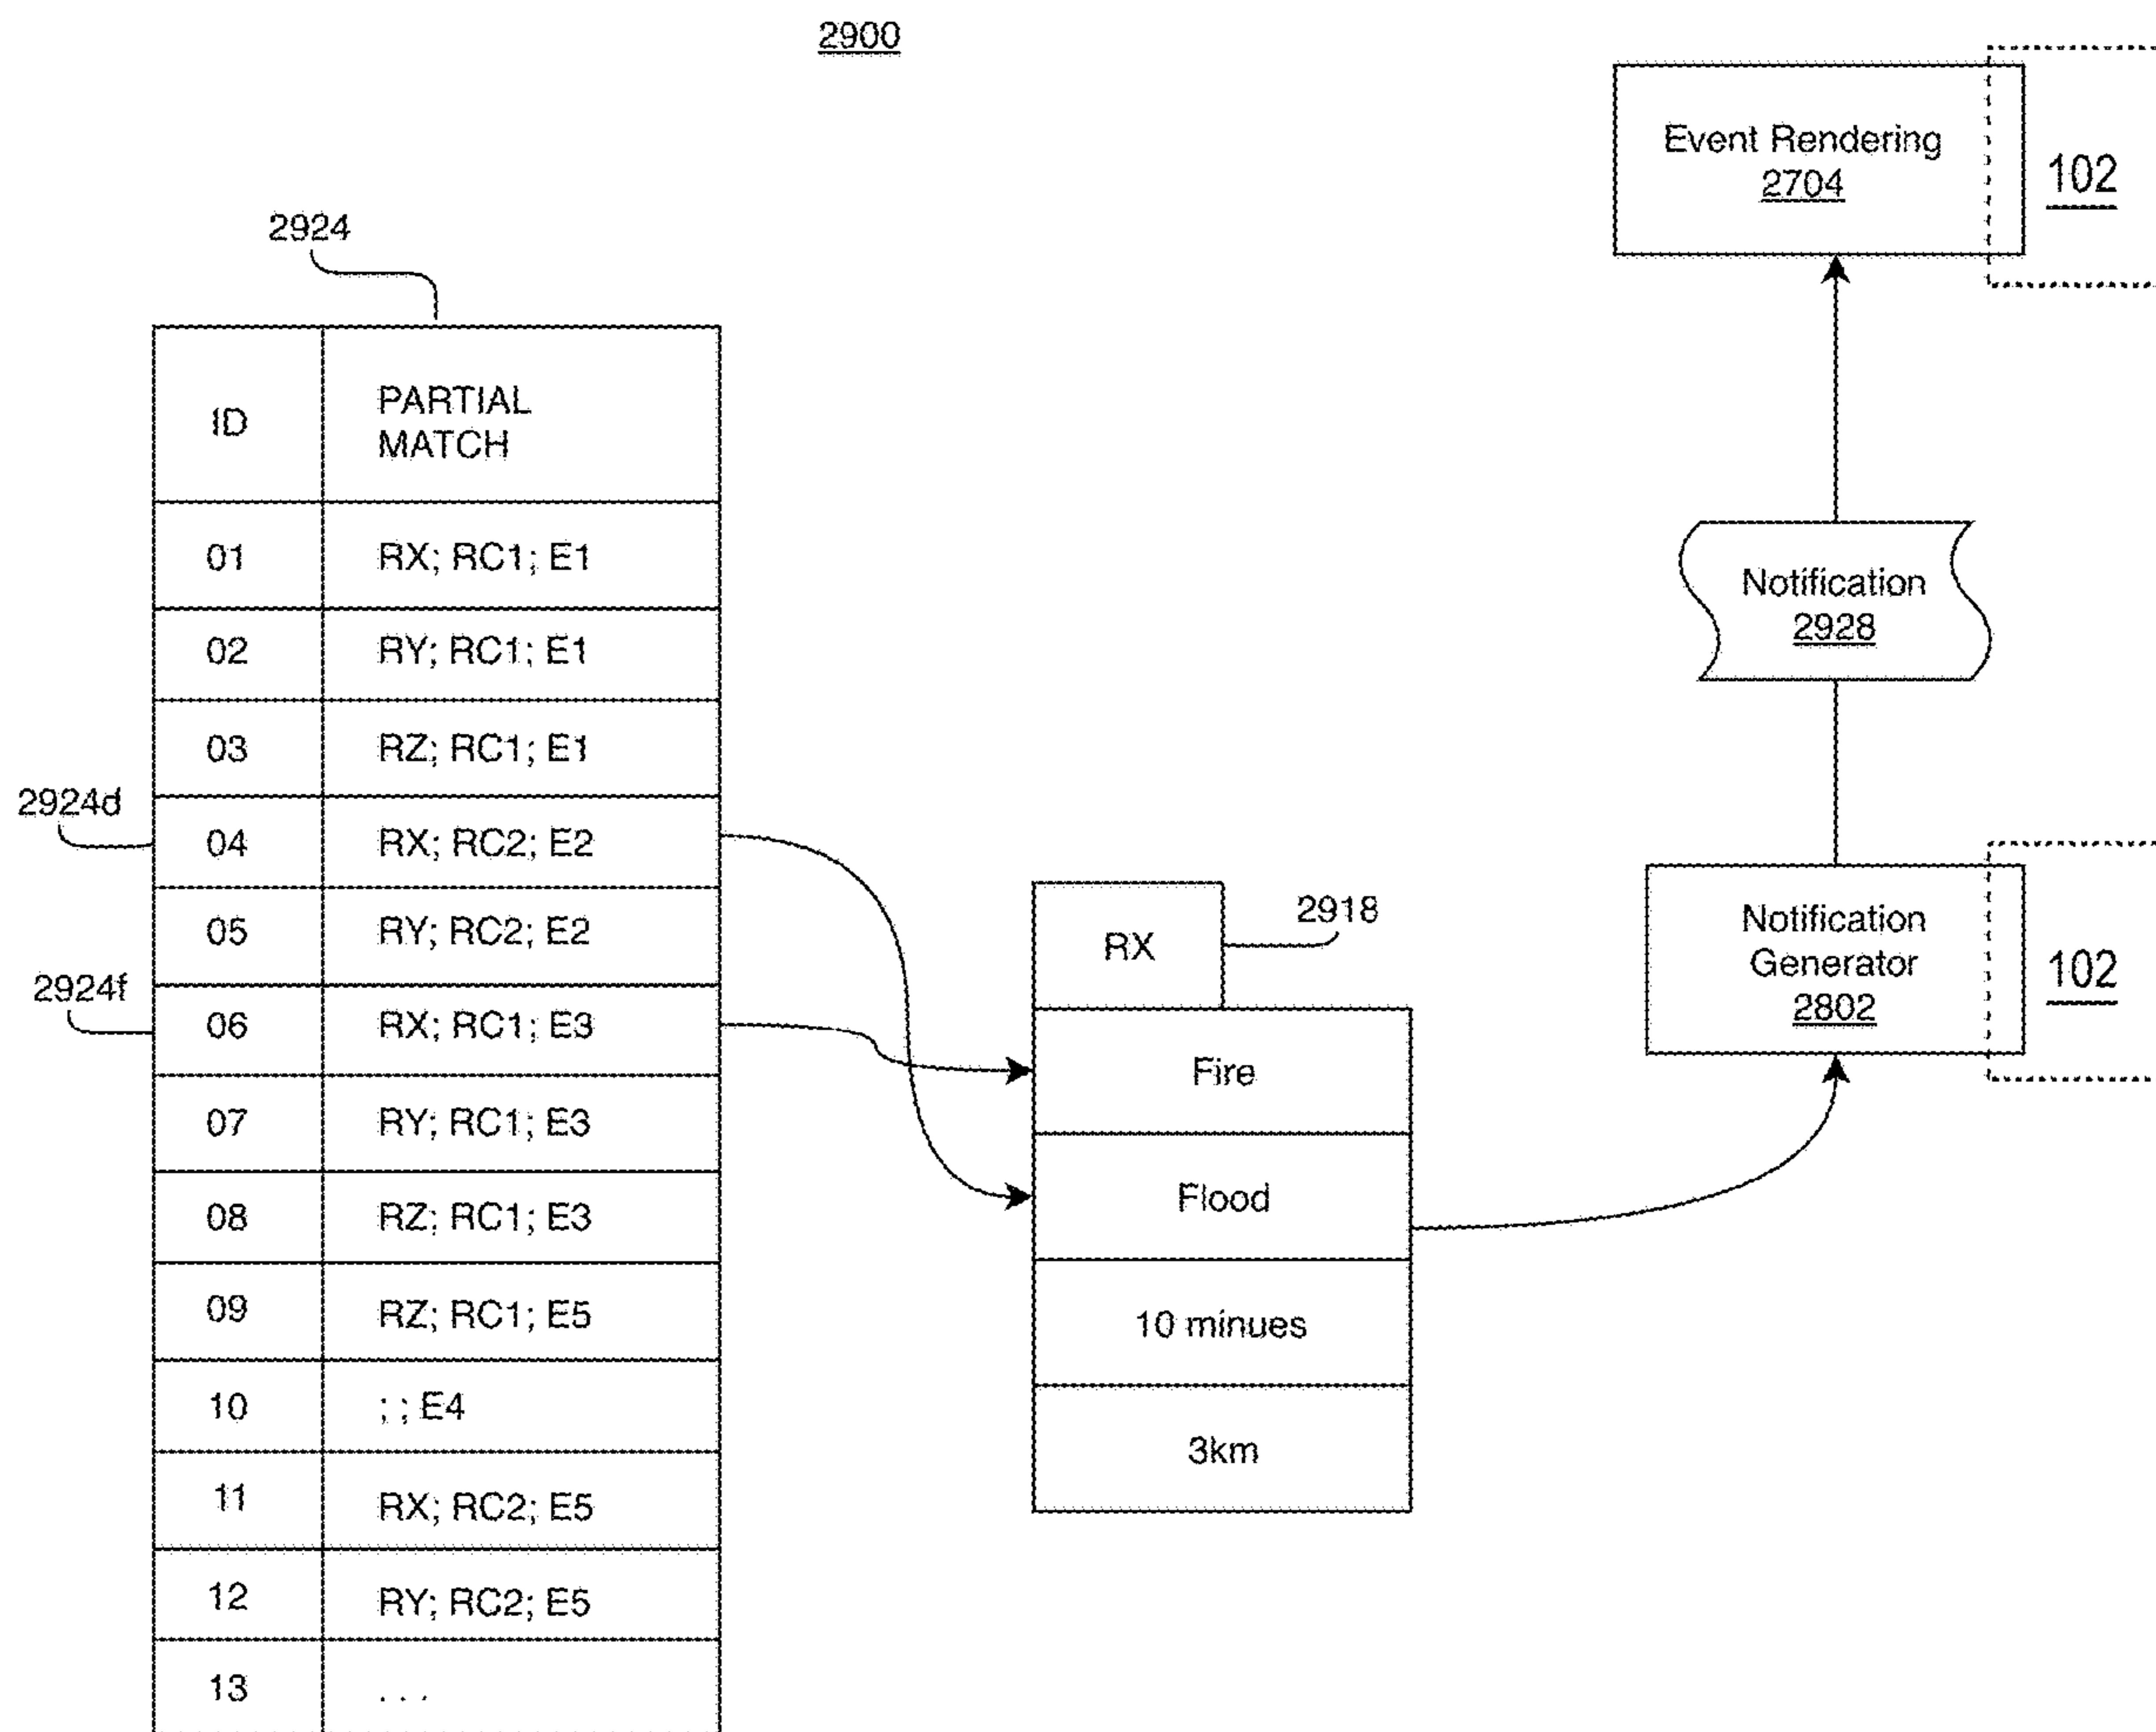 2900
2924
ID
PARTIAL
MATCH
01
RX; RC1; E1
02
RY; RC1; E1
03
RZ; RC1; E1
2924d
04
RX; RC2; E2
05
RY; RC2; E2
2924f
06
RX; RC1; E3
07
RY; RC1; E3
08
RZ; RC1; E3
09
RZ; RC1; E5
10
; ; E4
11
RX; RC2; E5
12
RY; RC2; E5
13
. . .
RX
2918
Fire
Flood
10 minues
3km
Event Rendering
2704
102
Notification
2928
Notification
Generator
2802
102